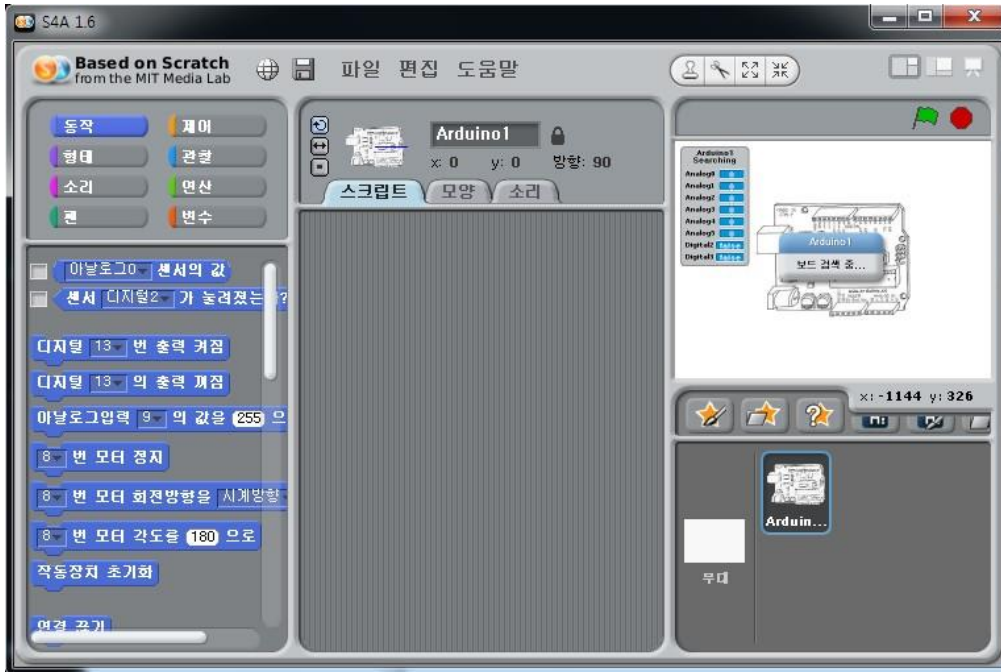 S4A 1.6
Based on Scratch
from the MIT Media Lab
파일 편집 도움말
동작
제어
형태
관찰
소리
연산
펜
변수
아날로그0 센서의 값
센서 디지털2 가 눌려졌는 ?
디지털 13 번 출력 켜짐
디지털 13 의 출력 꺼짐
아날로그입력 9 의 값을 255 으
8 번 모터 정지
8 번 모터 회전방향을 시계방향
8 번 모터 각도를 180 으로
작동장치 초기화
연결 끊기
Arduino1
x: 0 y: 0 방향: 90
스크립트 모양 소리
Arduino1
Searching
Analog0 0
Analog1 0
Analog2 0
Analog3 0
Analog4 0
Analog5 0
Digital2 false
Digital3 false
Arduino1
보드 검색 중...
x: -1144 y: 326
Arduin...
무대